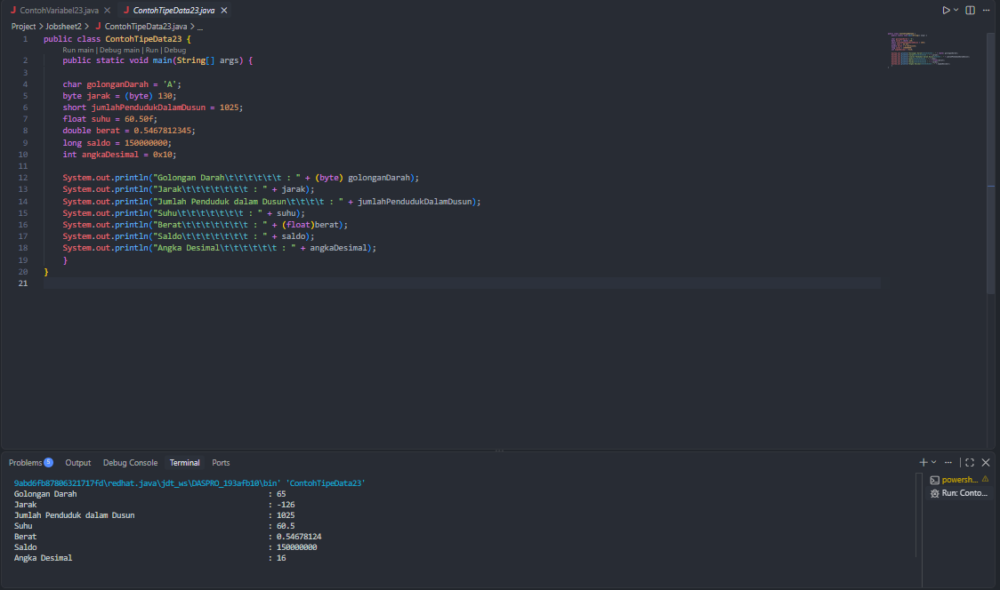 ContohVariabel23.java ContohTipeData23.java
Project > Jobsheet2 > ContohTipeData23.java > ...
1 public class ContohTipeData23 {
Run main | Debug main | Run | Debug
2 public static void main(String[] args) {
3
4 char golonganDarah = 'A';
5 byte jarak = (byte) 130;
6 short jumlahPendudukDalamDusun = 1025;
7 float suhu = 60.50f;
8 double berat = 0.5467812345;
9 long saldo = 150000000;
10 int angkaDesimal = 0x10;
11
12 System.out.println("Golongan Darah\t\t\t\t\t\t : " + (byte) golonganDarah);
13 System.out.println("Jarak\t\t\t\t\t\t\t : " + jarak);
14 System.out.println("Jumlah Penduduk dalam Dusun\t\t\t\t : " + jumlahPendudukDalamDusun);
15 System.out.println("Suhu\t\t\t\t\t\t\t : " + suhu);
16 System.out.println("Berat\t\t\t\t\t\t\t : " + (float)berat);
17 System.out.println("Saldo\t\t\t\t\t\t\t : " + saldo);
18 System.out.println("Angka Desimal\t\t\t\t\t\t : " + angkaDesimal);
19 }
20 }
21
Problems 5 Output Debug Console Terminal Ports
9abd6fb87806321717fd\redhat.java\jdt_ws\DASPRO_193afb10\bin' 'ContohTipeData23'
Golongan Darah : 65
Jarak : -126
Jumlah Penduduk dalam Dusun : 1025
Suhu : 60.5
Berat : 0.54678124
Saldo : 150000000
Angka Desimal : 16
powersh...
Run: Conto...